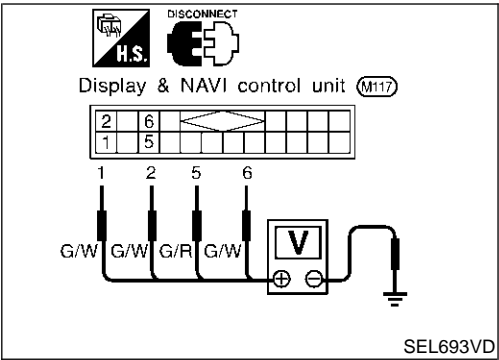 DISCONNECT
H.S.
Display & NAVI control unit M117
2 6
1 5
1 2 5 6
G/W G/W G/R G/W
V
SEL693VD